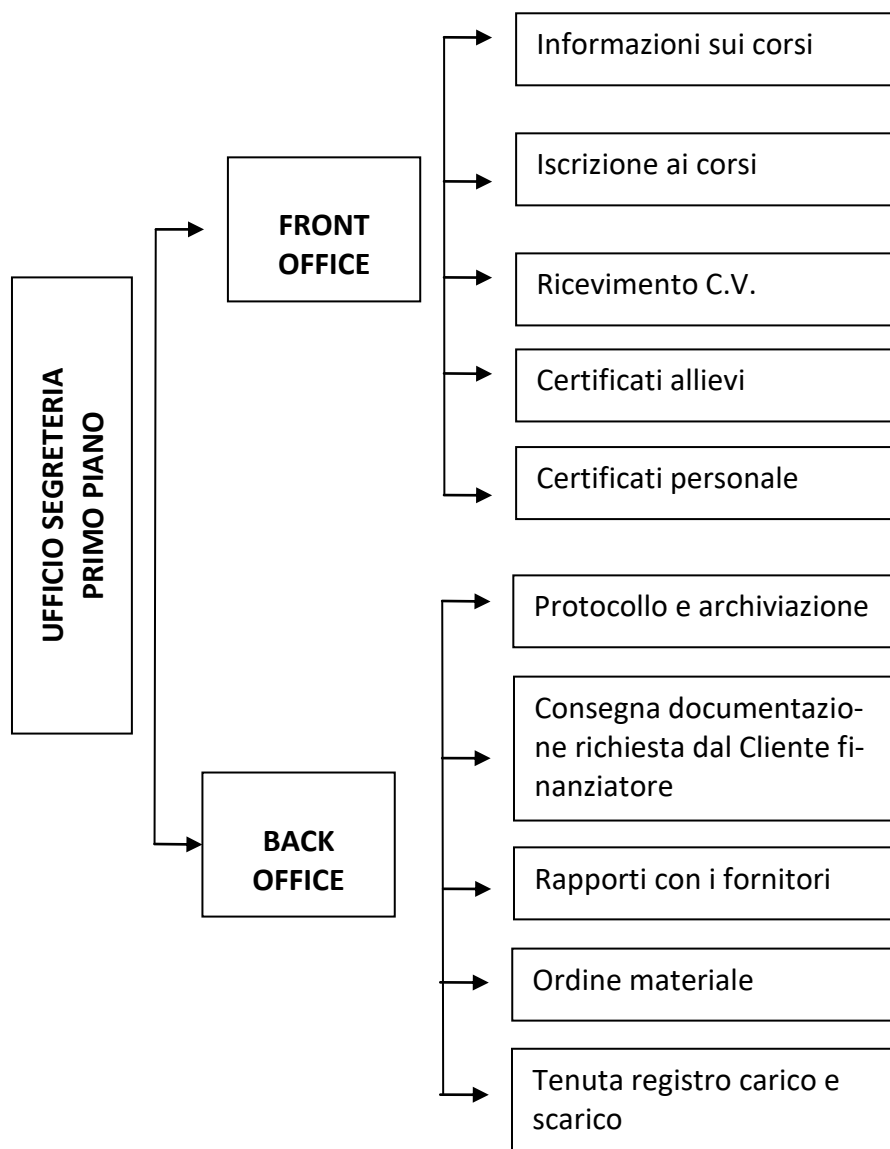 UFFICIO SEGRETERIA
PRIMO PIANO
FRONT
OFFICE
Informazioni sui corsi
Iscrizione ai corsi
Ricevimento C.V.
Certificati allievi
Certificati personale
BACK
OFFICE
Protocollo e archiviazione
Consegna documentazio-
ne richiesta dal Cliente fi-
nanziatore
Rapporti con i fornitori
Ordine materiale
Tenuta registro carico e
scarico